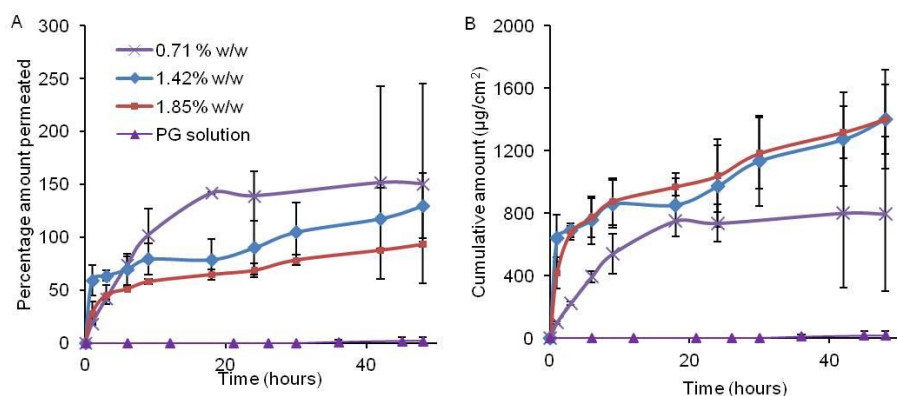 A
Percentage amount permeated
300
250
200
150
100
50
0
0.71 % w/w
1.42% w/w
1.85% w/w
PG solution
0
20
40
Time (hours)
B
Cumulative amount (µg/cm²)
2000
1600
1200
800
400
0
0
20
40
Time (hours)